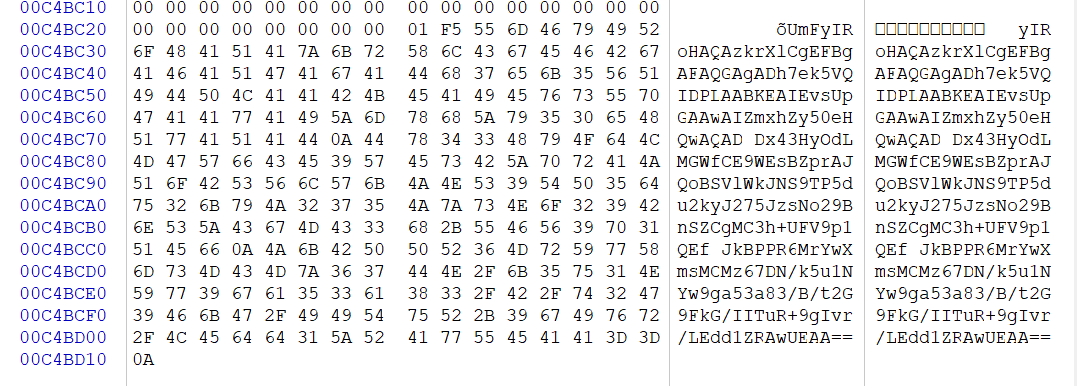 00C4BC10 00 00 00 00 00 00 00 00 00 00 00 00 00 00 00 00
00C4BC20 00 00 00 00 00 00 00 00 01 F5 55 6D 46 79 49 52 õUmFyIR □□□□□□□□□□ yIR
00C4BC30 6F 48 41 51 41 7A 6B 72 58 6C 43 67 45 46 42 67 oHAQAzkrXlCgEFBg oHAQAzkrXlCgEFBg
00C4BC40 41 46 41 51 47 41 67 41 44 68 37 65 6B 35 56 51 AFAQGAgADh7ek5VQ AFAQGAgADh7ek5VQ
00C4BC50 49 44 50 4C 41 41 42 4B 45 41 49 45 76 73 55 70 IDPLAABKEAIEvsUp IDPLAABKEAIEvsUp
00C4BC60 47 41 41 77 41 49 5A 6D 78 68 5A 79 35 30 65 48 GAAwAIZmxhZy50eH GAAwAIZmxhZy50eH
00C4BC70 51 77 41 51 41 44 0A 44 78 34 33 48 79 4F 64 4C QwAQAD Dx43HyOdL QwAQAD Dx43HyOdL
00C4BC80 4D 47 57 66 43 45 39 57 45 73 42 5A 70 72 41 4A MGWfCE9WEsBZprAJ MGWfCE9WEsBZprAJ
00C4BC90 51 6F 42 53 56 6C 57 6B 4A 4E 53 39 54 50 35 64 QoBSVlWkJNS9TP5d QoBSVlWkJNS9TP5d
00C4BCA0 75 32 6B 79 4A 32 37 35 4A 7A 73 4E 6F 32 39 42 u2kyJ275JzsNo29B u2kyJ275JzsNo29B
00C4BCB0 6E 53 5A 43 67 4D 43 33 68 2B 55 46 56 39 70 31 nSZCgMC3h+UFV9p1 nSZCgMC3h+UFV9p1
00C4BCC0 51 45 66 0A 4A 6B 42 50 50 52 36 4D 72 59 77 58 QEf JkBPPR6MrYwX QEf JkBPPR6MrYwX
00C4BCD0 6D 73 4D 43 4D 7A 36 37 44 4E 2F 6B 35 75 31 4E msMCMz67DN/k5u1N msMCMz67DN/k5u1N
00C4BCE0 59 77 39 67 61 35 33 61 38 33 2F 42 2F 74 32 47 Yw9ga53a83/B/t2G Yw9ga53a83/B/t2G
00C4BCF0 39 46 6B 47 2F 49 49 54 75 52 2B 39 67 49 76 72 9FkG/IITuR+9gIvr 9FkG/IITuR+9gIvr
00C4BD00 2F 4C 45 64 64 31 5A 52 41 77 55 45 41 41 3D 3D /LEdd1ZRAwUEAA== /LEdd1ZRAwUEAA==
00C4BD10 0A